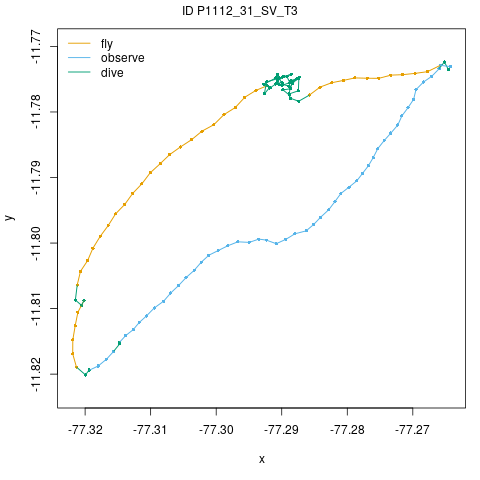 ID P1112_31_SV_T3
fly
observe
dive
-11.77
-11.78
-11.79
-11.80
-11.81
-11.82
y
-77.32 -77.31 -77.30 -77.29 -77.28 -77.27
x